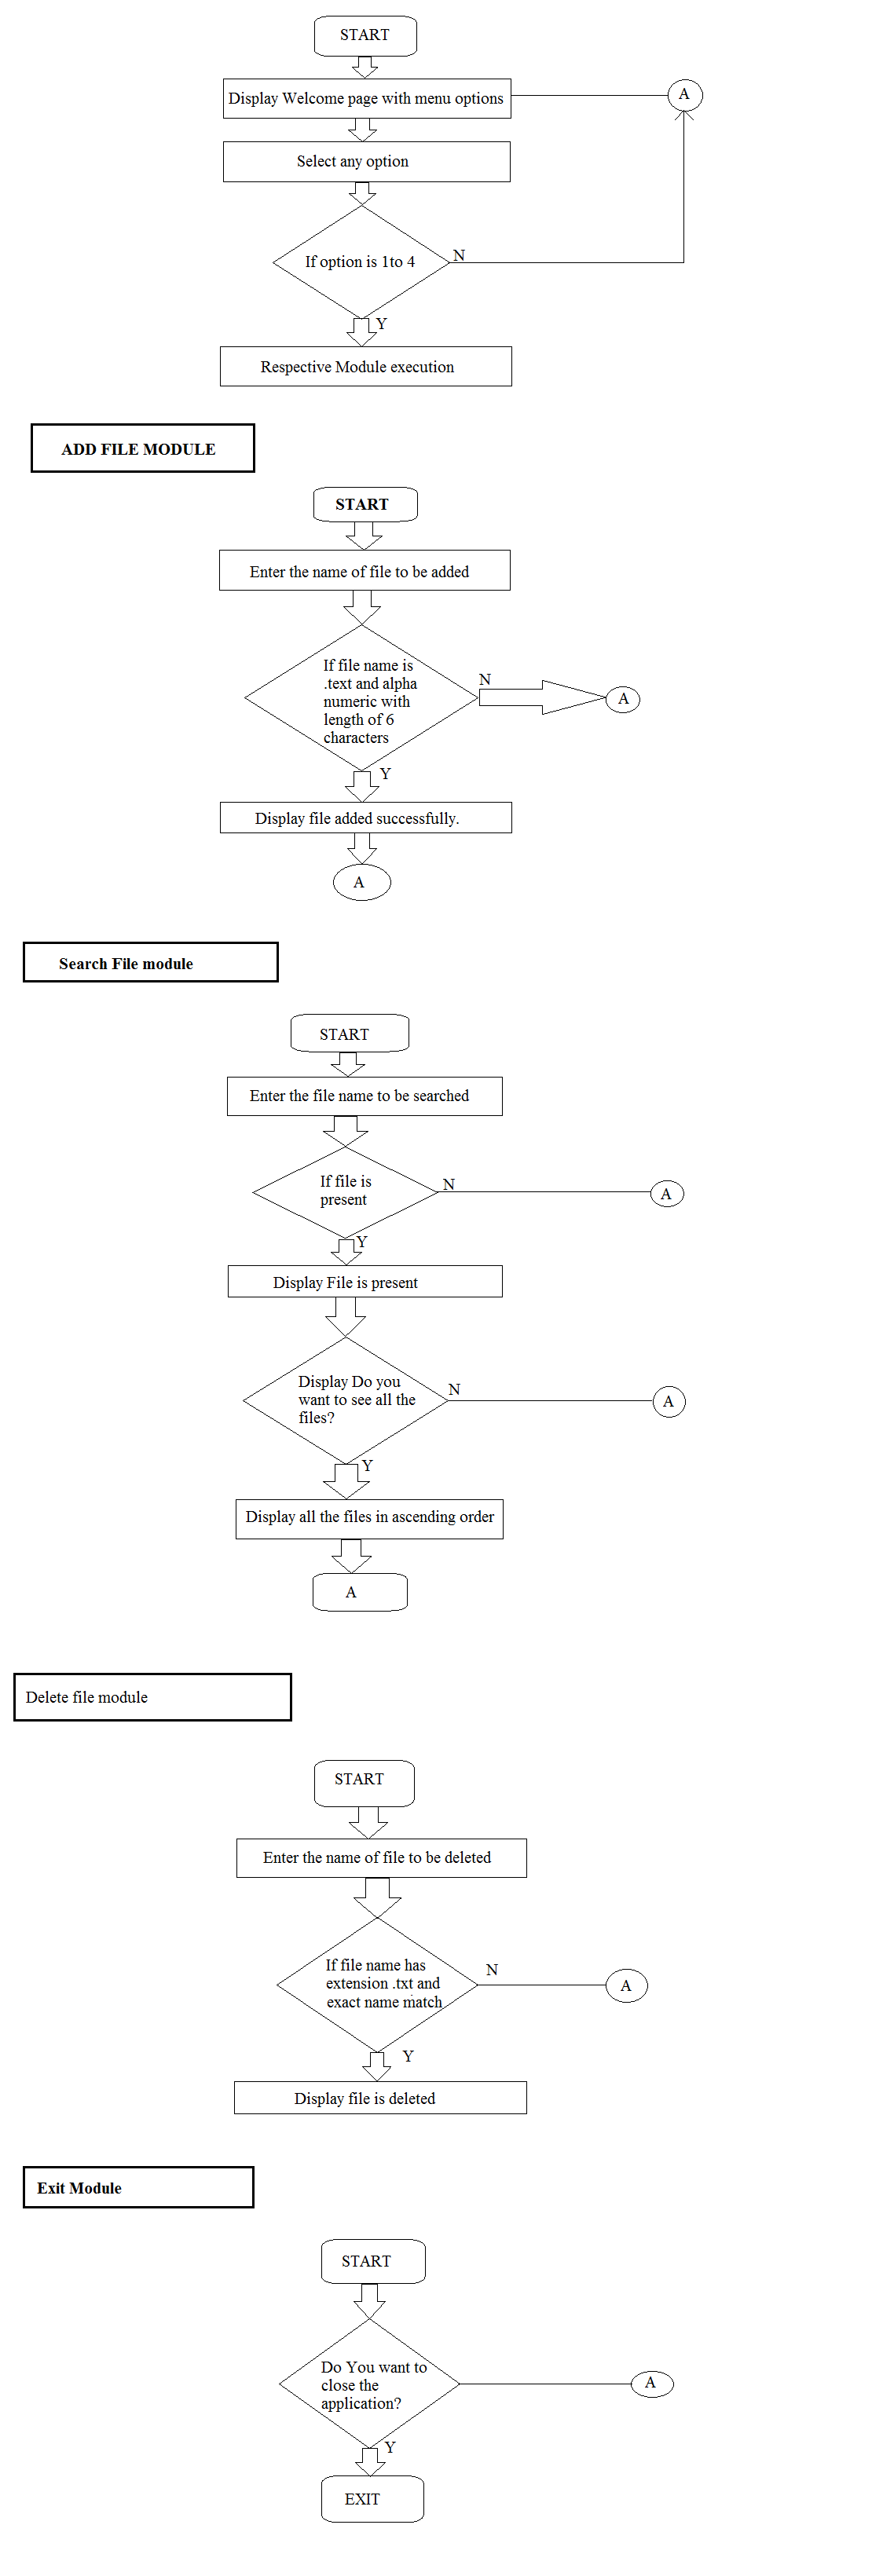 START
Display Welcome page with menu options
A
Select any option
If option is 1to 4
N
Y
Respective Module execution
ADD FILE MODULE
START
Enter the name of file to be added
If file name is
.text and alpha
numeric with
length of 6
characters
N
A
Y
Display file added successfully.
A
Search File module
START
Enter the file name to be searched
If file is
present
N
A
Y
Display File is present
Display Do you
want to see all the
files?
N
A
Y
Display all the files in ascending order
A
Delete file module
START
Enter the name of file to be deleted
If file name has
extension .txt and
exact name match
N
A
Y
Display file is deleted
Exit Module
START
Do You want to
close the
application?
A
Y
EXIT